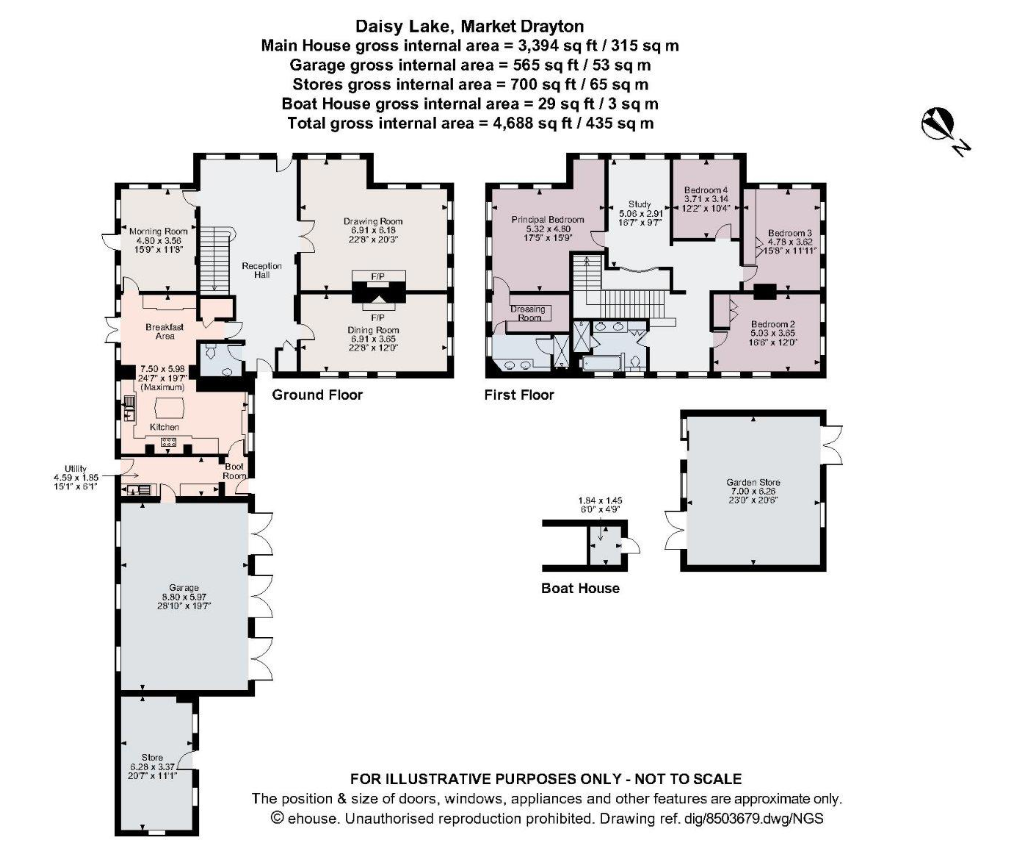 Daisy Lake, Market Drayton
Main House gross internal area = 3,394 sq ft / 315 sq m
Garage gross internal area = 565 sq ft / 53 sq m
Stores gross internal area = 700 sq ft / 65 sq m
Boat House gross internal area = 29 sq ft / 3 sq m
Total gross internal area = 4,688 sq ft / 435 sq m
N
Morning Room
4.80 x 3.56
15'9" x 11'8"
Reception
Hall
Drawing Room
6.91 x 6.18
22'8" x 20'3"
F/P
F/P
Dining Room
6.91 x 3.65
22'8" x 12'0"
Breakfast
Area
7.50 x 5.98
24'7" x 19'7"
(Maximum)
Kitchen
Utility
4.59 x 1.85
15'1" x 6'1"
Boot
Room
Ground Floor
Garage
8.80 x 5.97
28'10" x 19'7"
Store
6.28 x 3.37
20'7" x 11'1"
Principal Bedroom
5.32 x 4.80
17'5" x 15'9"
Study
5.06 x 2.91
16'7" x 9'7"
Bedroom 4
3.71 x 3.14
12'2" x 10'4"
Bedroom 3
4.78 x 3.62
15'8" x 11'11"
Dressing
Room
Bedroom 2
5.03 x 3.65
16'6" x 12'0"
First Floor
1.84 x 1.45
6'0" x 4'9"
Boat House
Garden Store
7.00 x 6.26
23'0" x 20'6"
FOR ILLUSTRATIVE PURPOSES ONLY - NOT TO SCALE
The position & size of doors, windows, appliances and other features are approximate only.
© ehouse. Unauthorised reproduction prohibited. Drawing ref. dig/8503679.dwg/NGS